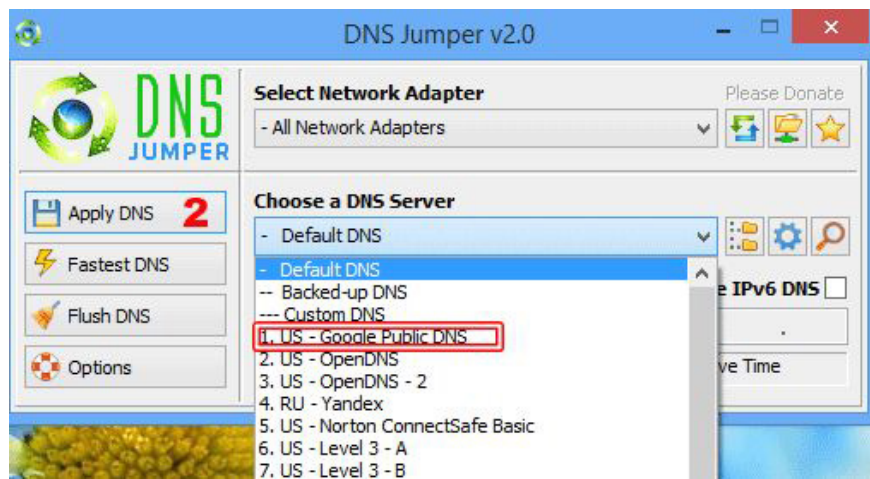 DNS Jumper v2.0
DNS
JUMPER
Select Network Adapter
Please Donate
- All Network Adapters
Apply DNS 2
Fastest DNS
Flush DNS
Options
Choose a DNS Server
- Default DNS
- Default DNS
-- Backed-up DNS
--- Custom DNS
1. US - Google Public DNS
2. US - OpenDNS
3. US - OpenDNS - 2
4. RU - Yandex
5. US - Norton ConnectSafe Basic
6. US - Level 3 - A
7. US - Level 3 - B
e IPv6 DNS
.
ve Time